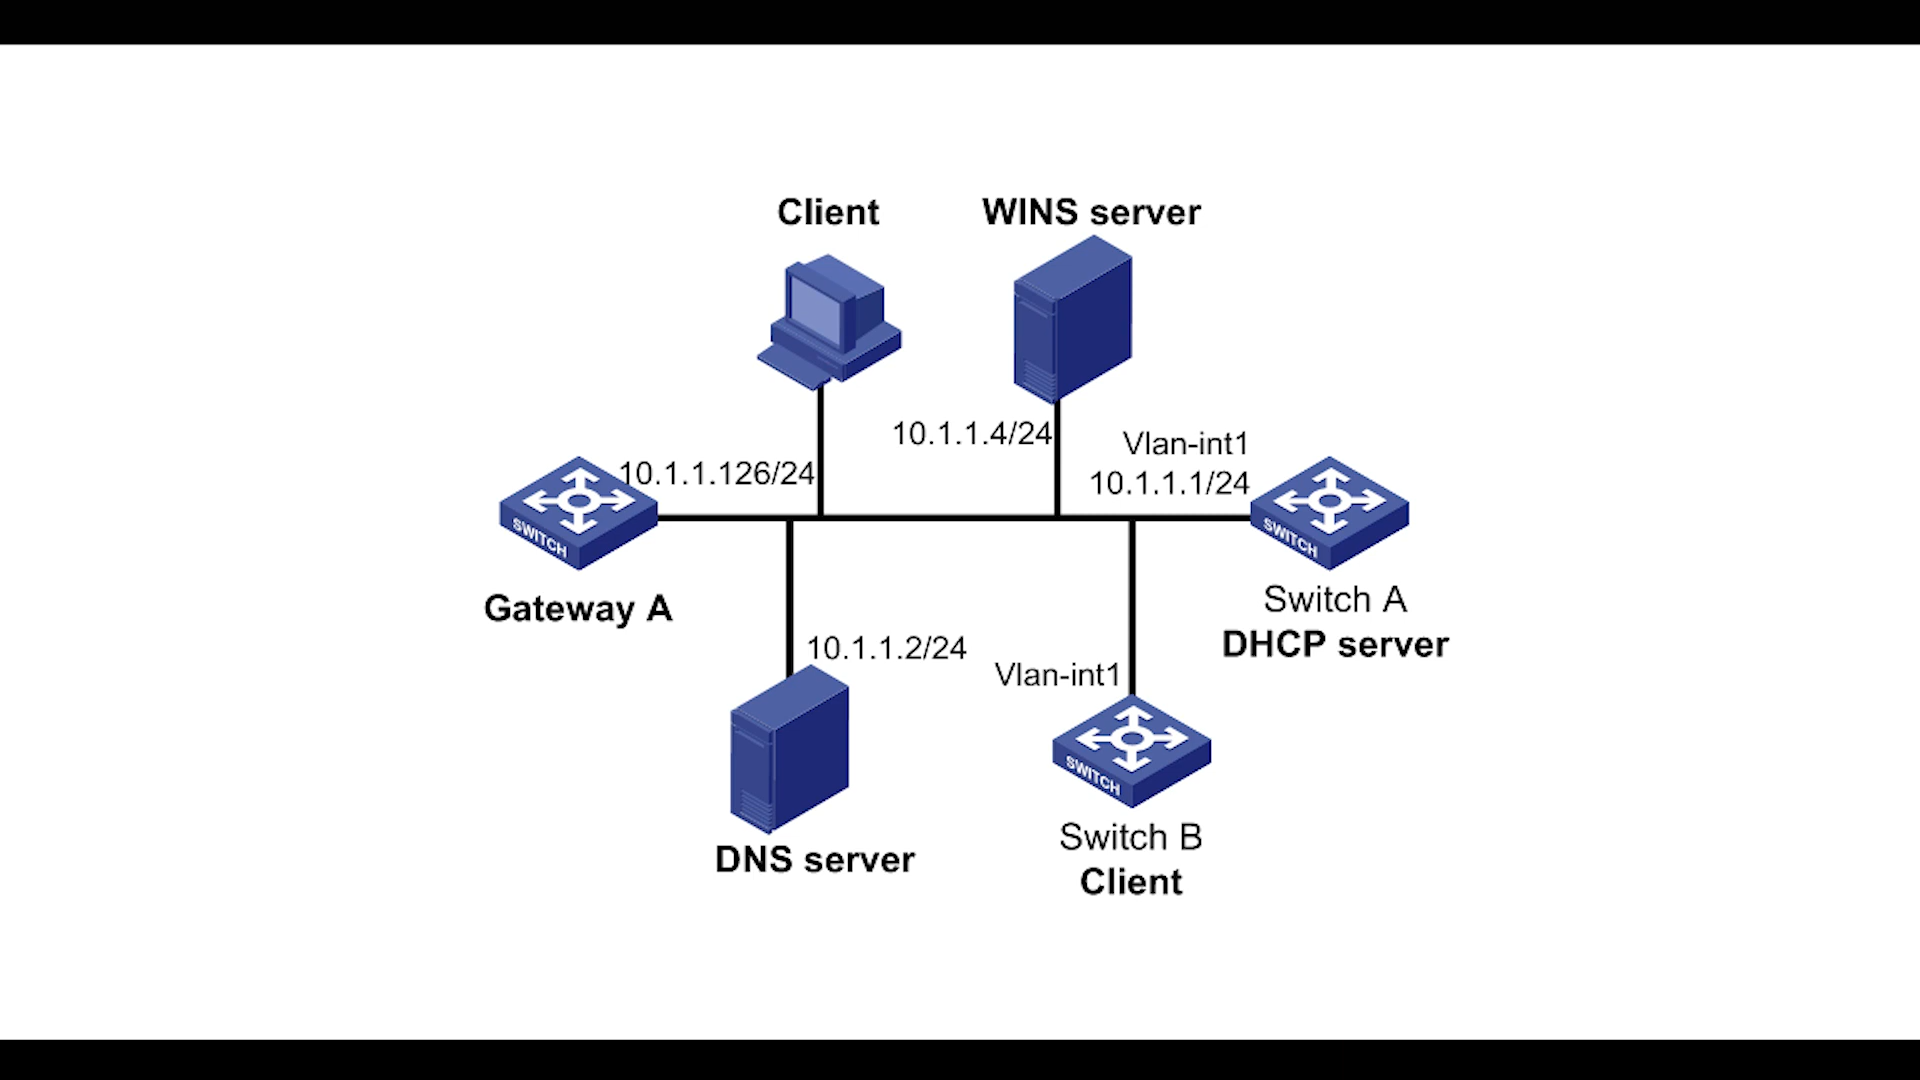 Client
WINS server
10.1.1.4/24
Vlan-int1
10.1.1.126/24
10.1.1.1/24
SWITCH
SWITCH
Gateway A
Switch A
DHCP server
10.1.1.2/24
Vlan-int1
SWITCH
DNS server
Switch B
Client